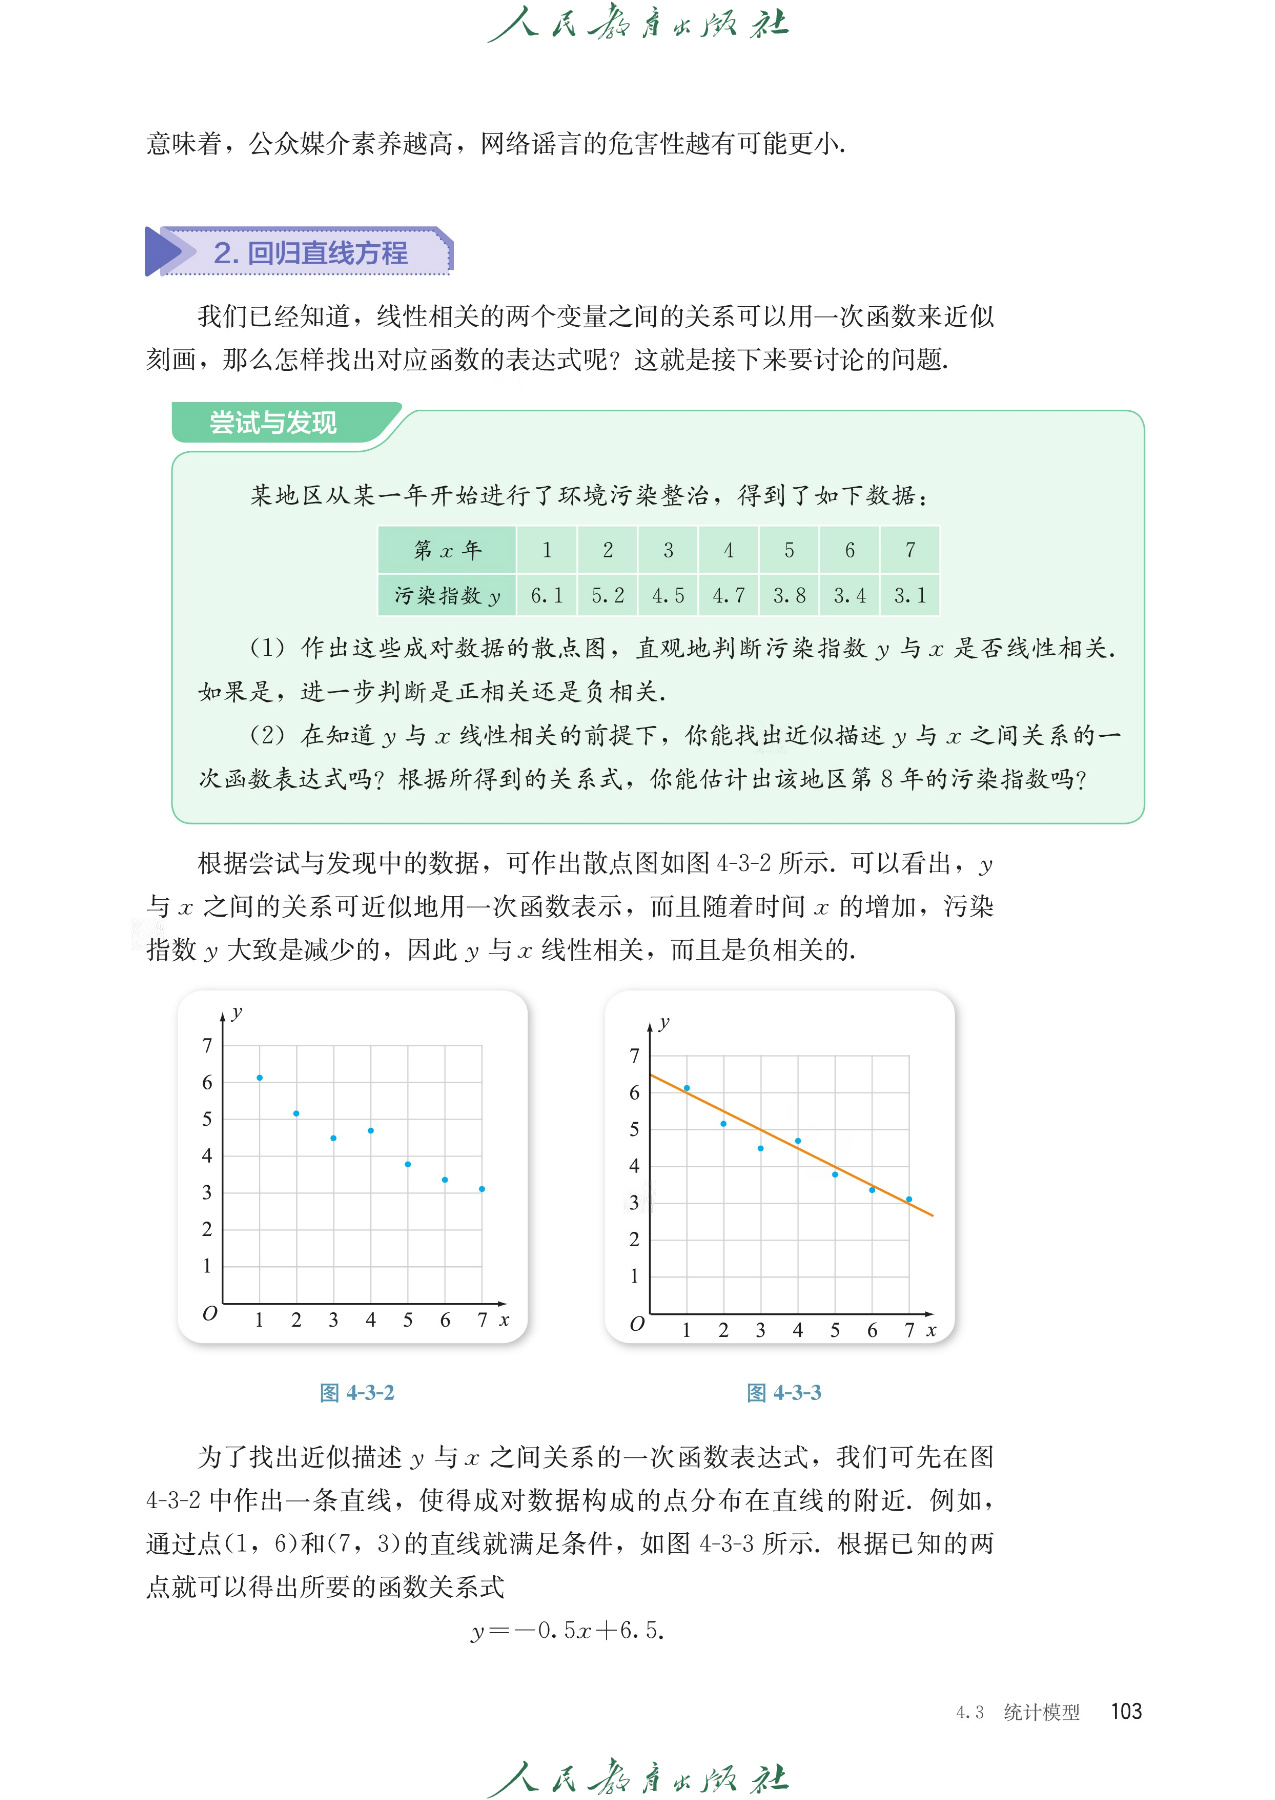 人民教育出版社
意味着，公众媒介素养越高，网络谣言的危害性越有可能更小.
2. 回归直线方程
我们已经知道，线性相关的两个变量之间的关系可以用一次函数来近似
刻画，那么怎样找出对应函数的表达式呢？这就是接下来要讨论的问题.
尝试与发现
某地区从某一年开始进行了环境污染整治，得到了如下数据：
第 x 年 1 2 3 4 5 6 7
污染指数 y 6.1 5.2 4.5 4.7 3.8 3.4 3.1
（1）作出这些成对数据的散点图，直观地判断污染指数 y 与 x 是否线性相关.
如果是，进一步判断是正相关还是负相关.
（2）在知道 y 与 x 线性相关的前提下，你能找出近似描述 y 与 x 之间关系的一
次函数表达式吗？根据所得到的关系式，你能估计出该地区第 8 年的污染指数吗？
根据尝试与发现中的数据，可作出散点图如图 4-3-2 所示. 可以看出，y
与 x 之间的关系可近似地用一次函数表示，而且随着时间 x 的增加，污染
指数 y 大致是减少的，因此 y 与 x 线性相关，而且是负相关的.
y
7
6
5
4
3
2
1
O
1 2 3 4 5 6 7 x
图 4-3-2
y
7
6
5
4
3
2
1
O
1 2 3 4 5 6 7 x
图 4-3-3
为了找出近似描述 y 与 x 之间关系的一次函数表达式，我们可先在图
4-3-2 中作出一条直线，使得成对数据构成的点分布在直线的附近. 例如，
通过点(1，6)和(7，3)的直线就满足条件，如图 4-3-3 所示. 根据已知的两
点就可以得出所要的函数关系式
y=-0.5x+6.5.
4.3 统计模型 103
人民教育出版社